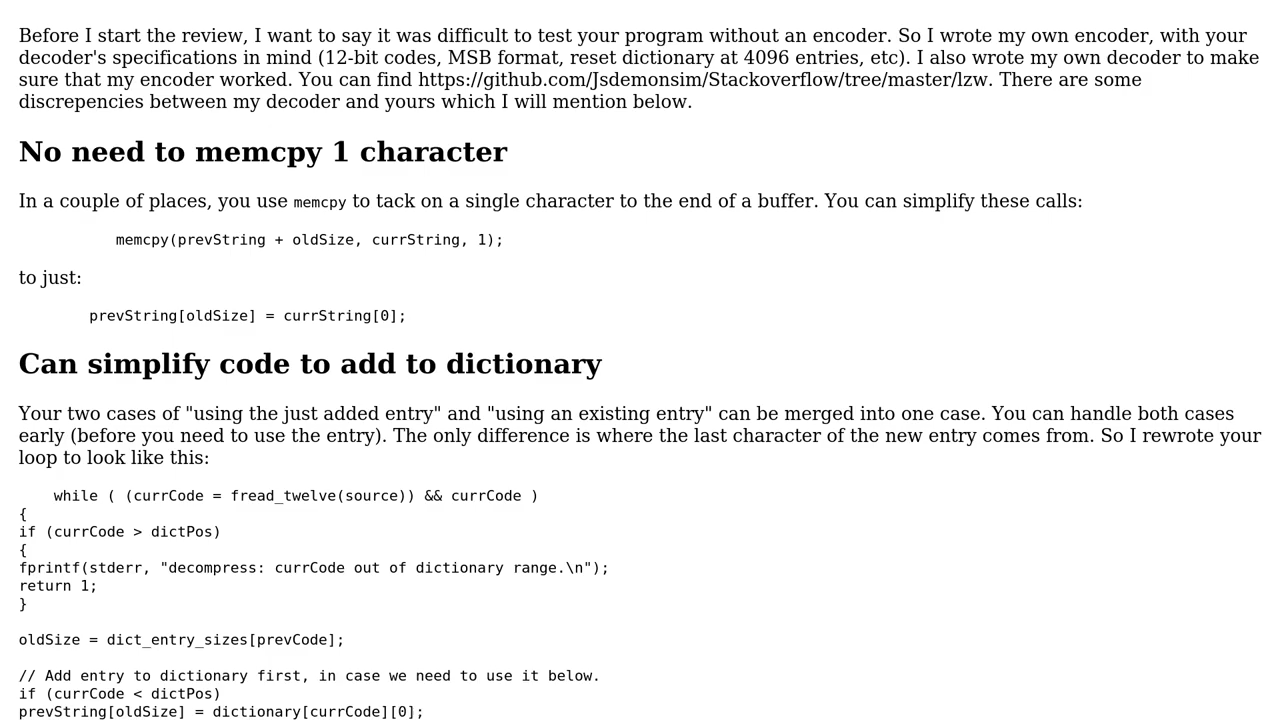 Before I start the review, I want to say it was difficult to test your program without an encoder. So I wrote my own encoder, with your
decoder's specifications in mind (12-bit codes, MSB format, reset dictionary at 4096 entries, etc). I also wrote my own decoder to make
sure that my encoder worked. You can find https://github.com/Jsdemonsim/Stackoverflow/tree/master/lzw. There are some
discrepencies between my decoder and yours which I will mention below.
No need to memcpy 1 character
In a couple of places, you use memcpy to tack on a single character to the end of a buffer. You can simplify these calls:
memcpy(prevString + oldSize, currString, 1);
to just:
prevString[oldSize] = currString[0];
Can simplify code to add to dictionary
Your two cases of "using the just added entry" and "using an existing entry" can be merged into one case. You can handle both cases
early (before you need to use the entry). The only difference is where the last character of the new entry comes from. So I rewrote your
loop to look like this:
while ( (currCode = fread_twelve(source)) && currCode )
{
if (currCode > dictPos)
{
fprintf(stderr, "decompress: currCode out of dictionary range.\n");
return 1;
}
oldSize = dict_entry_sizes[prevCode];
// Add entry to dictionary first, in case we need to use it below.
if (currCode < dictPos)
prevString[oldSize] = dictionary[currCode][0];